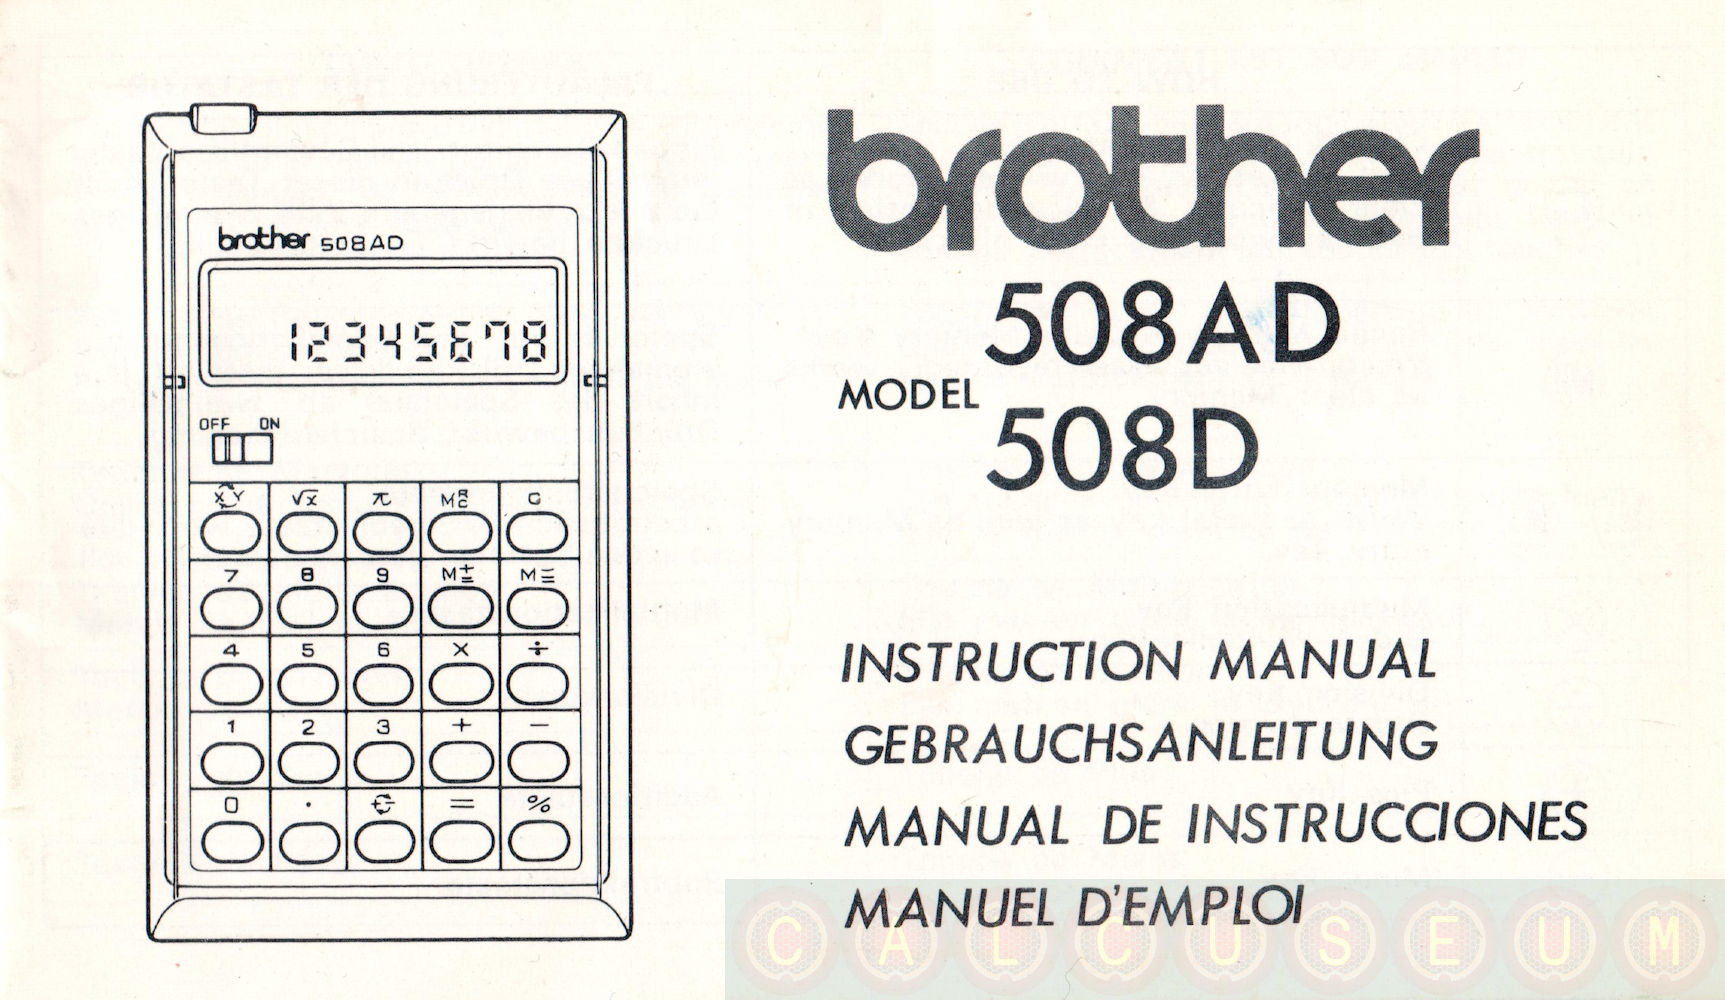 brother 508AD
12345678
OFF ON
X Y √x π M R C C
7 8 9 M± M=
4 5 6 × ÷
1 2 3 + −
0 · +− = %
brother
508AD
MODEL
508D
INSTRUCTION MANUAL
GEBRAUCHSANLEITUNG
MANUAL DE INSTRUCCIONES
MANUEL D'EMPLOI
CALCUSEUM